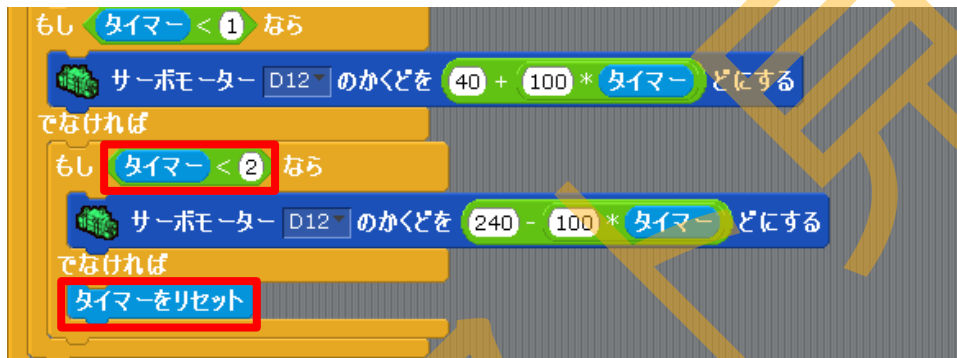 もし タイマー < 1 なら
サーボモーター D12 のかくどを 40 + 100 * タイマー どにする
でなければ
もし タイマー < 2 なら
サーボモーター D12 のかくどを 240 - 100 * タイマー どにする
でなければ
タイマーをリセット